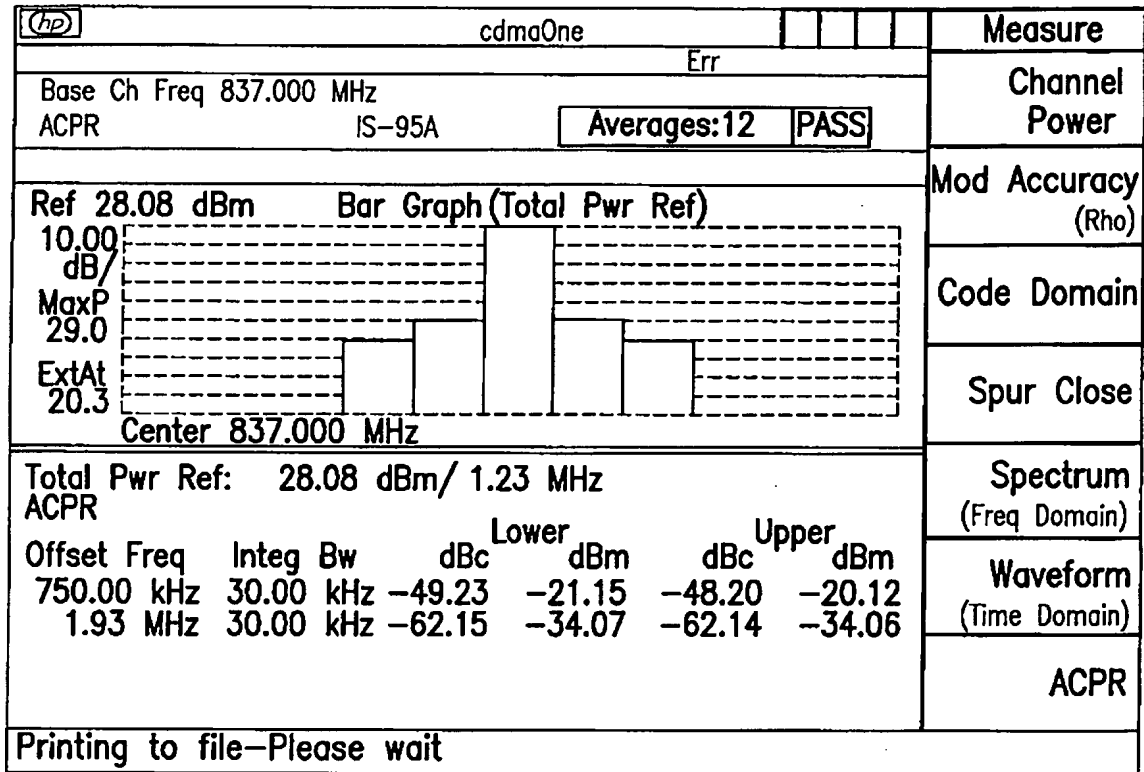 hp
cdmaOne
Err
Base Ch Freq 837.000 MHz
ACPR IS-95A Averages:12 PASS
Ref 28.08 dBm Bar Graph (Total Pwr Ref)
10.00
dB/
MaxP
29.0
ExtAt
20.3
Center 837.000 MHz
Total Pwr Ref: 28.08 dBm/ 1.23 MHz
ACPR
Lower Upper
Offset Freq Integ Bw dBc dBm dBc dBm
750.00 kHz 30.00 kHz -49.23 -21.15 -48.20 -20.12
1.93 MHz 30.00 kHz -62.15 -34.07 -62.14 -34.06
Printing to file-Please wait
Measure
Channel
Power
Mod Accuracy
(Rho)
Code Domain
Spur Close
Spectrum
(Freq Domain)
Waveform
(Time Domain)
ACPR